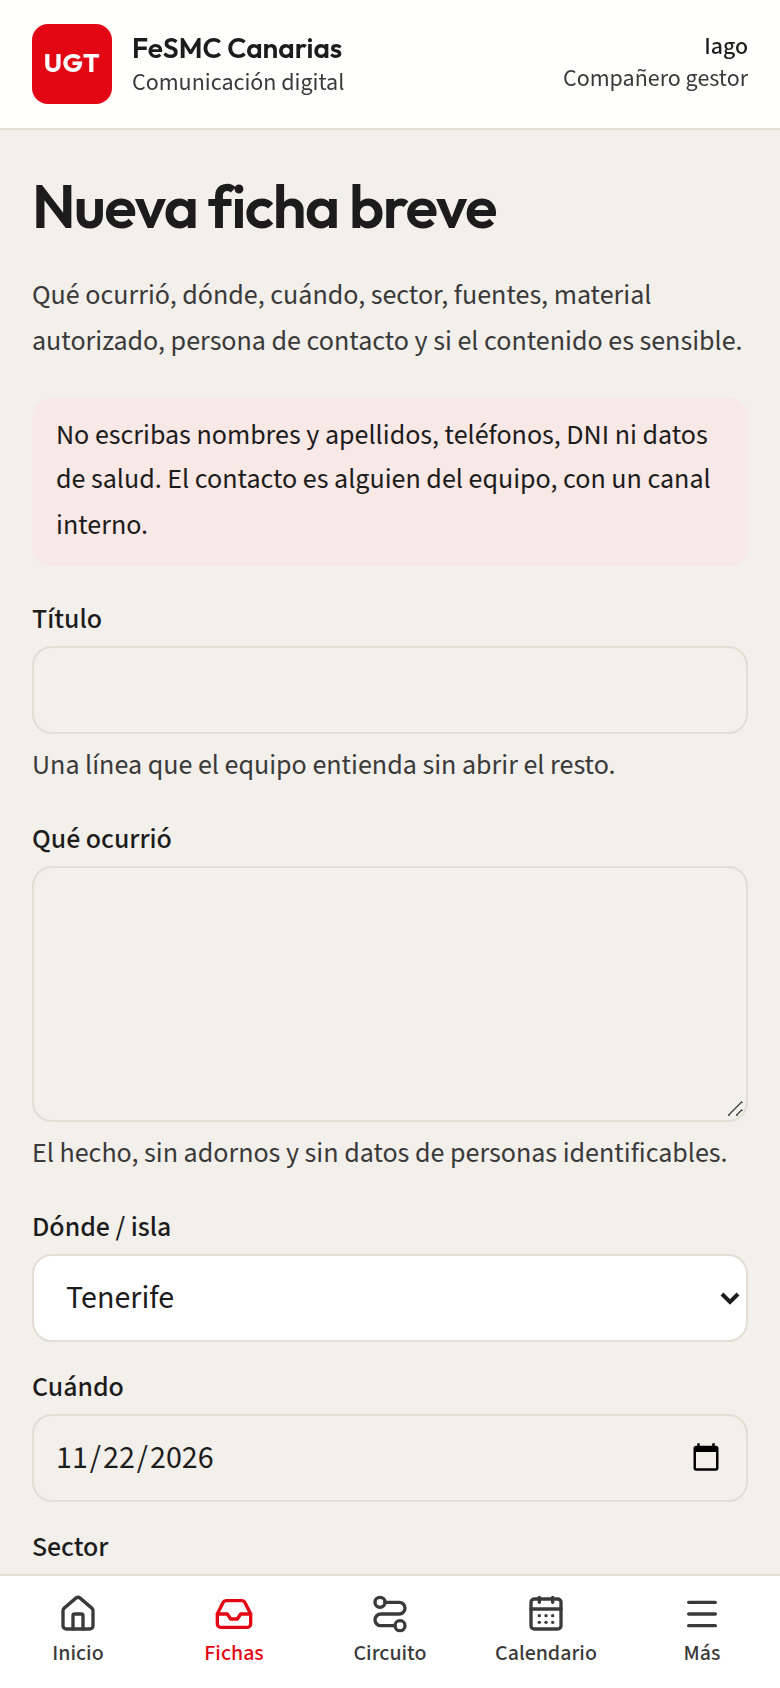 UGT
FeSMC Canarias
Comunicación digital
Iago
Compañero gestor
Nueva ficha breve
Qué ocurrió, dónde, cuándo, sector, fuentes, material
autorizado, persona de contacto y si el contenido es sensible.
No escribas nombres y apellidos, teléfonos, DNI ni datos
de salud. El contacto es alguien del equipo, con un canal
interno.
Título
Una línea que el equipo entienda sin abrir el resto.
Qué ocurrió
El hecho, sin adornos y sin datos de personas identificables.
Dónde / isla
Tenerife
Cuándo
11/22/2026
Sector
Inicio
Fichas
Circuito
Calendario
Más